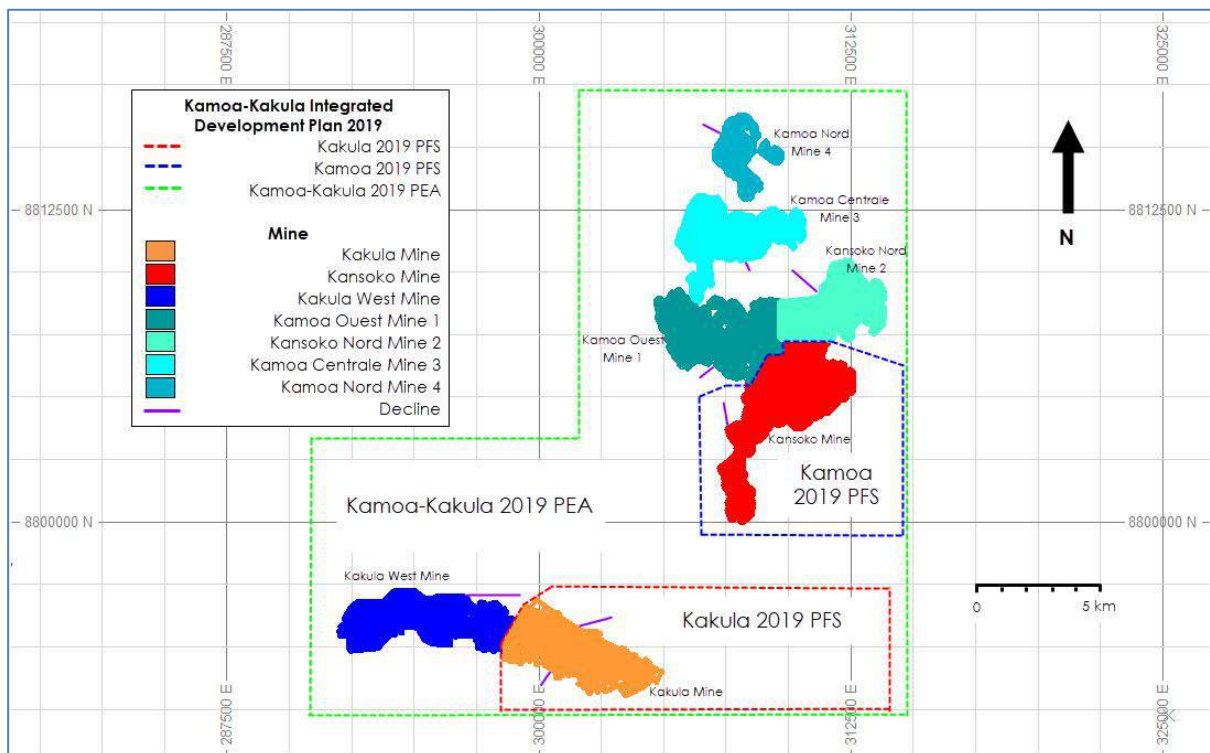 287500 E
300000 E
312500 E
325000 E
Kamoa-Kakula Integrated
Development Plan 2019
Kakula 2019 PFS
Kamoa 2019 PFS
Kamoa-Kakula 2019 PEA
Mine
Kakula Mine
Kansoko Mine
Kakula West Mine
Kamoa Ouest Mine 1
Kansoko Nord Mine 2
Kamoa Centrale Mine 3
Kamoa Nord Mine 4
Decline
Kamoa Nord
Mine 4
8812500 N
8812500 N
Kamoa Centrale
Mine 3
N
Kansoko Nord
Mine 2
Kamoa Ouest
Mine 1
Kansoko Mine
Kamoa
2019 PFS
Kamoa-Kakula 2019 PEA
8800000 N
8800000 N
Kakula West Mine
0
5 km
Kakula 2019 PFS
Kakula Mine
287500 E
300000 E
312500 E
325000 E